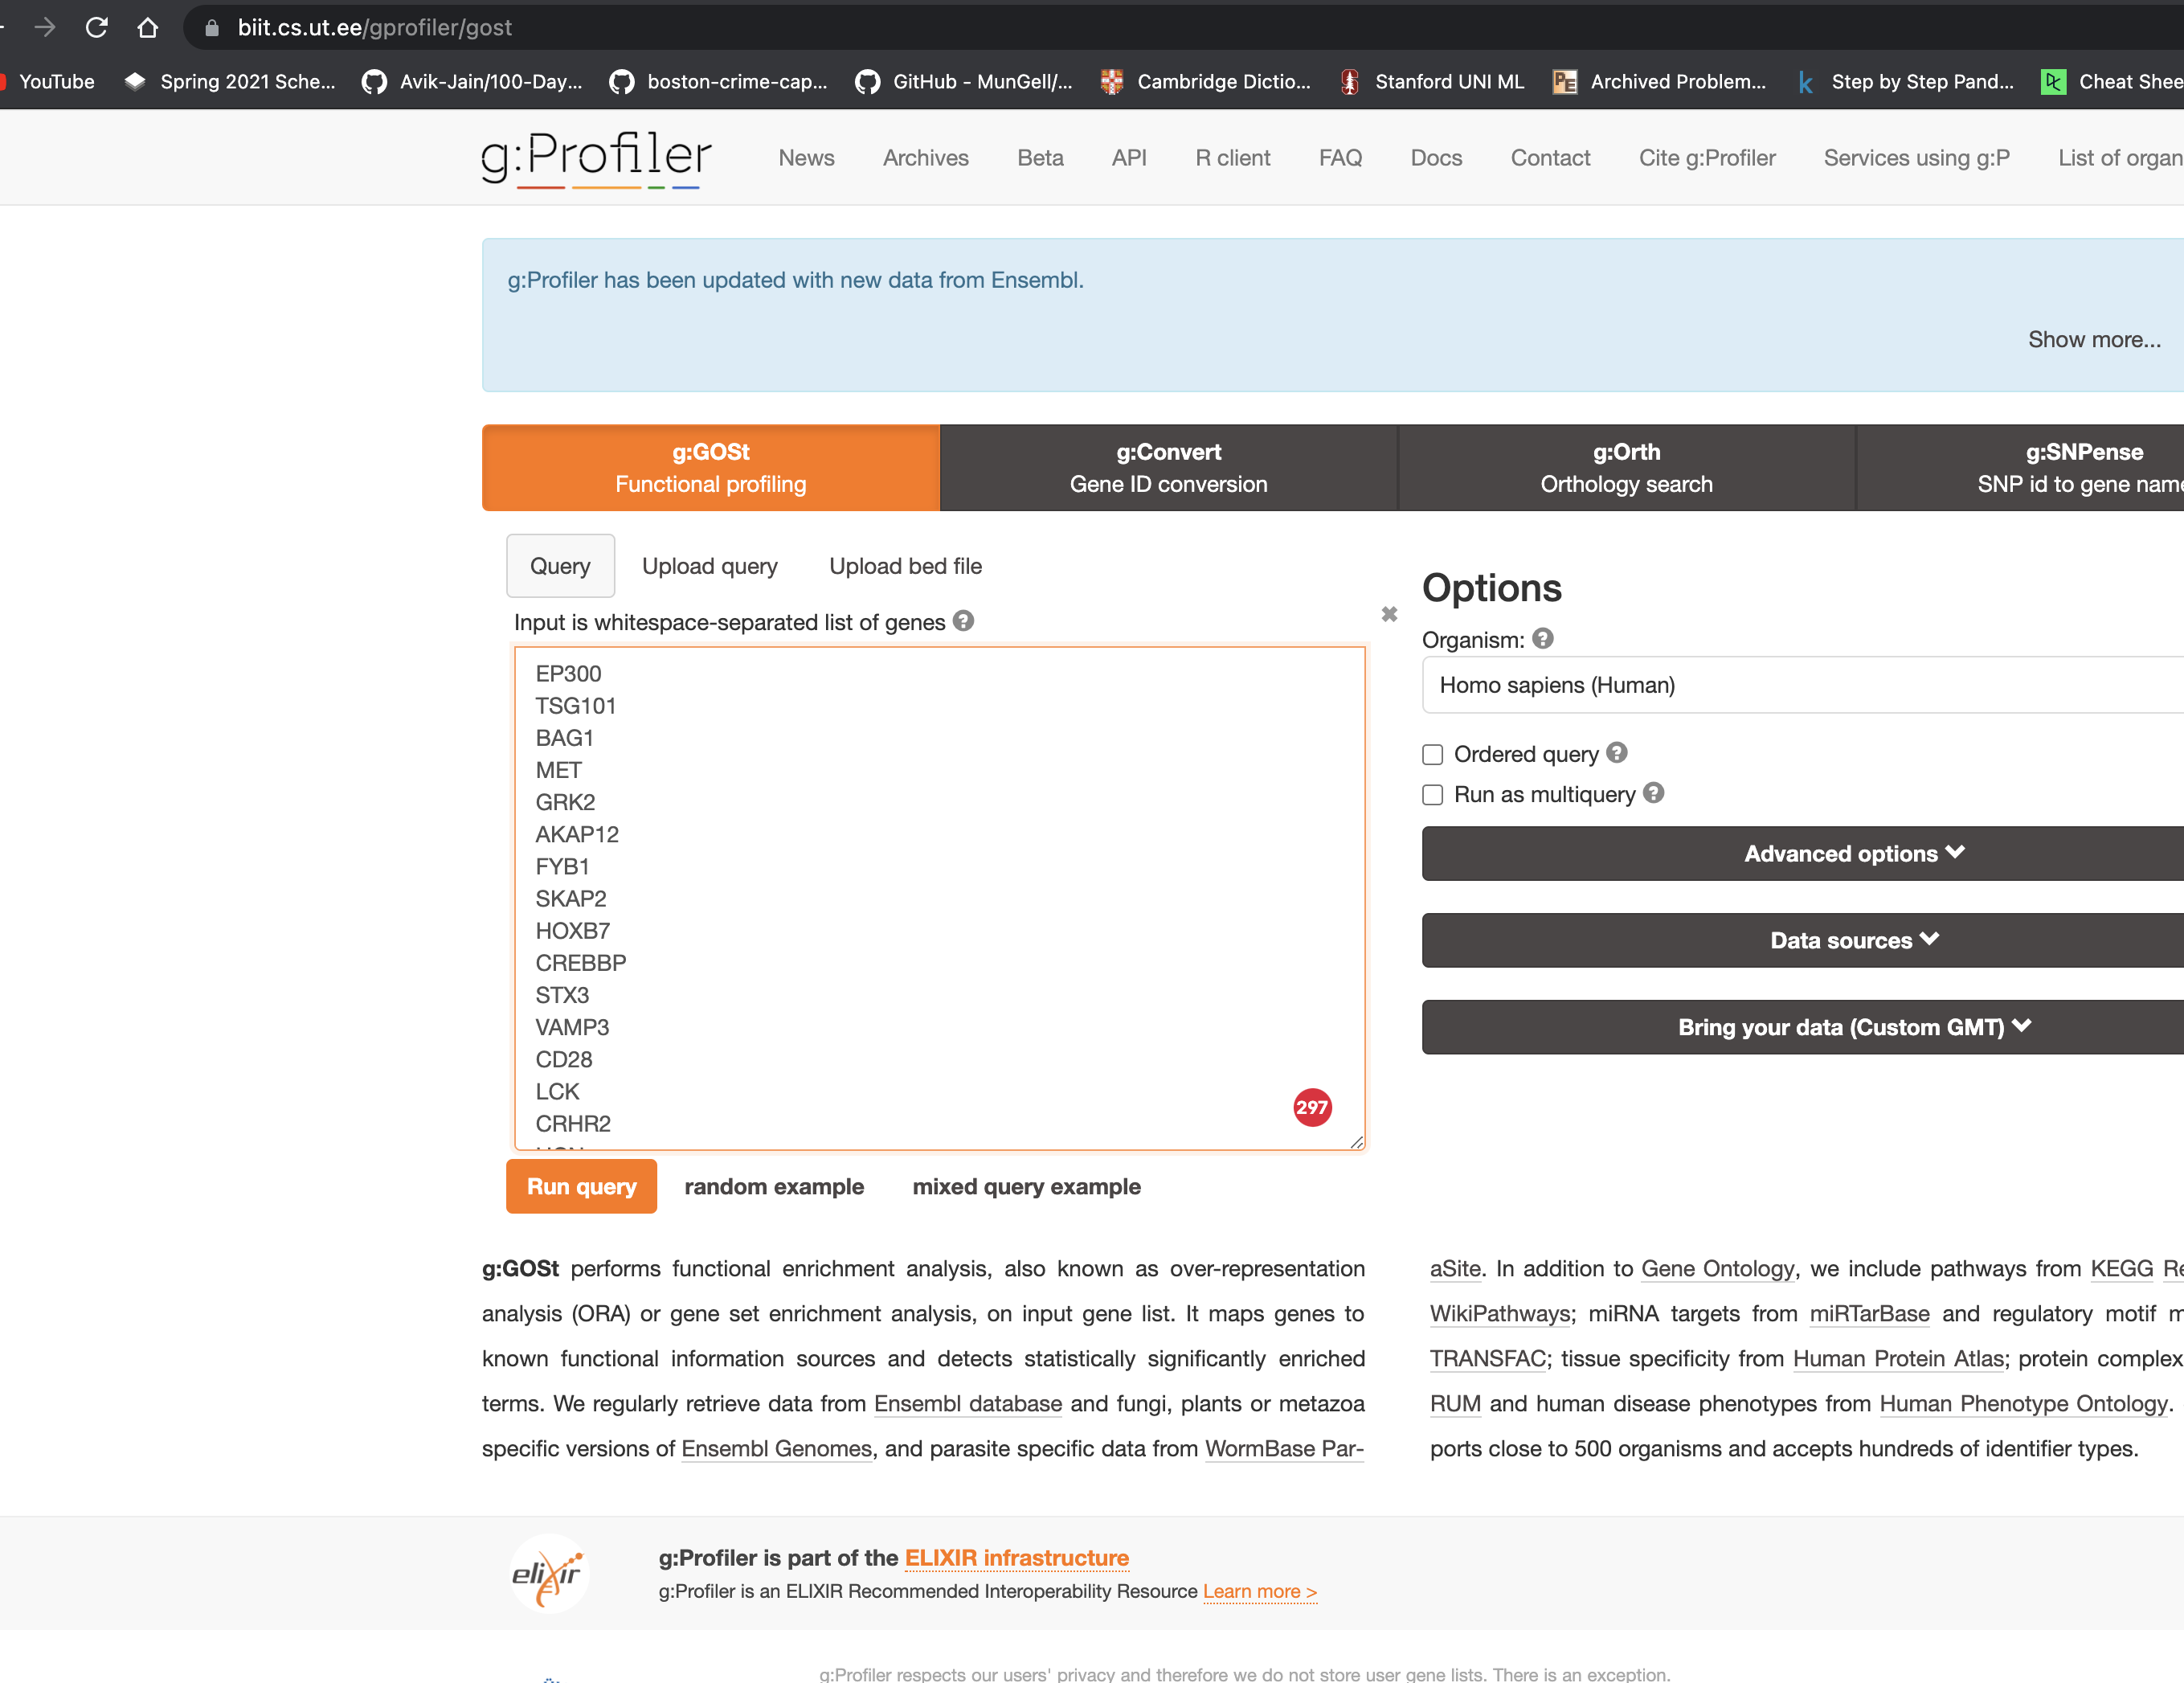 biit.cs.ut.ee/gprofiler/gost
YouTube Spring 2021 Sche... Avik-Jain/100-Day... boston-crime-cap... GitHub - MunGell/... Cambridge Dictio... Stanford UNI ML Archived Problem... Step by Step Pand... Cheat Shee
g:Profiler News Archives Beta API R client FAQ Docs Contact Cite g:Profiler Services using g:P List of organ
g:Profiler has been updated with new data from Ensembl.
Show more...
g:GOSt
Functional profiling
g:Convert
Gene ID conversion
g:Orth
Orthology search
g:SNPense
SNP id to gene name
Query Upload query Upload bed file
Input is whitespace-separated list of genes
EP300
TSG101
BAG1
MET
GRK2
AKAP12
FYB1
SKAP2
HOXB7
CREBBP
STX3
VAMP3
CD28
LCK
CRHR2
297
Run query random example mixed query example
Options
Organism:
Homo sapiens (Human)
Ordered query
Run as multiquery
Advanced options
Data sources
Bring your data (Custom GMT)
g:GOSt performs functional enrichment analysis, also known as over-representation
analysis (ORA) or gene set enrichment analysis, on input gene list. It maps genes to
known functional information sources and detects statistically significantly enriched
terms. We regularly retrieve data from Ensembl database and fungi, plants or metazoa
specific versions of Ensembl Genomes, and parasite specific data from WormBase Par-
aSite. In addition to Gene Ontology, we include pathways from KEGG Re
WikiPathways; miRNA targets from miRTarBase and regulatory motif m
TRANSFAC; tissue specificity from Human Protein Atlas; protein complex
RUM and human disease phenotypes from Human Phenotype Ontology.
ports close to 500 organisms and accepts hundreds of identifier types.
elixir
g:Profiler is part of the ELIXIR infrastructure
g:Profiler is an ELIXIR Recommended Interoperability Resource Learn more >
g:Profiler respects our users' privacy and therefore we do not store user gene lists. There is an exception.